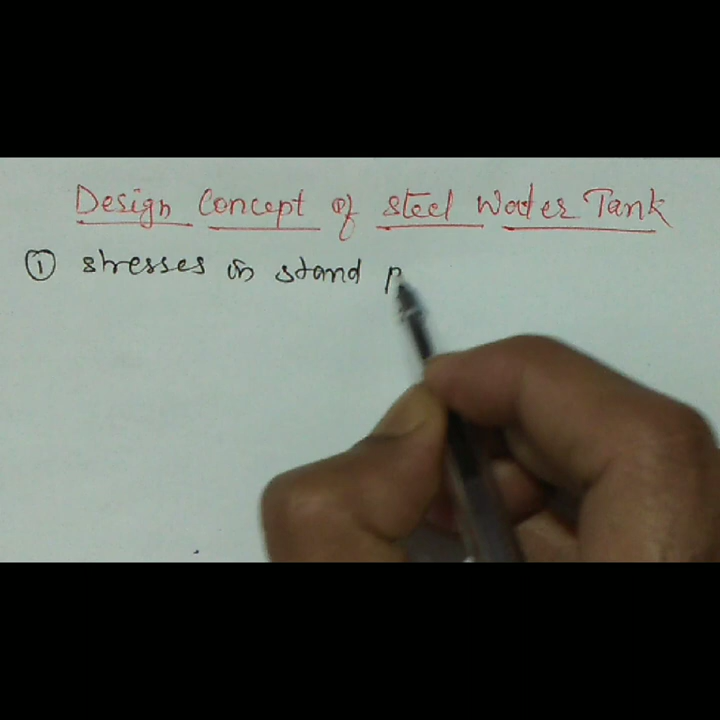 Design Concept of steel Water Tank
① stresses in stand p